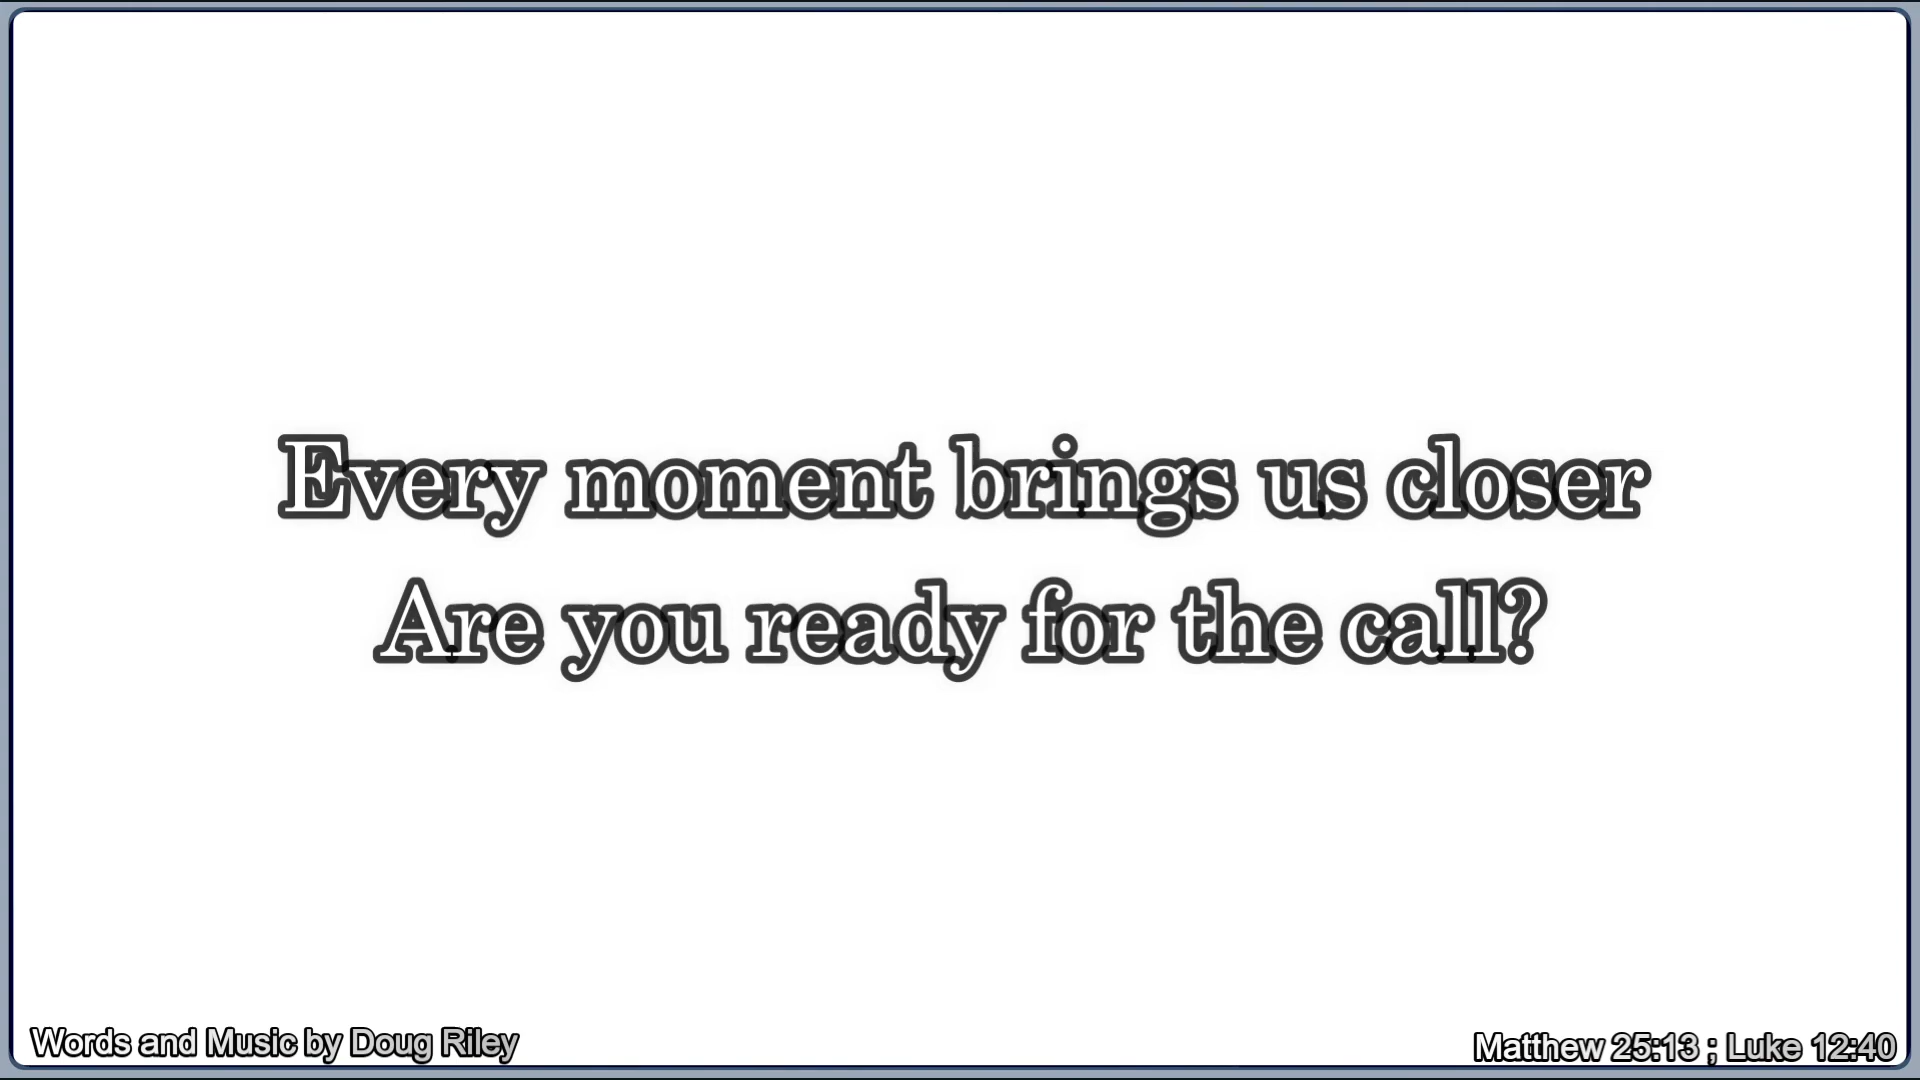 Every moment brings us closer
Are you ready for the call?
Words and Music by Doug Riley
Matthew 25:13 ; Luke 12:40